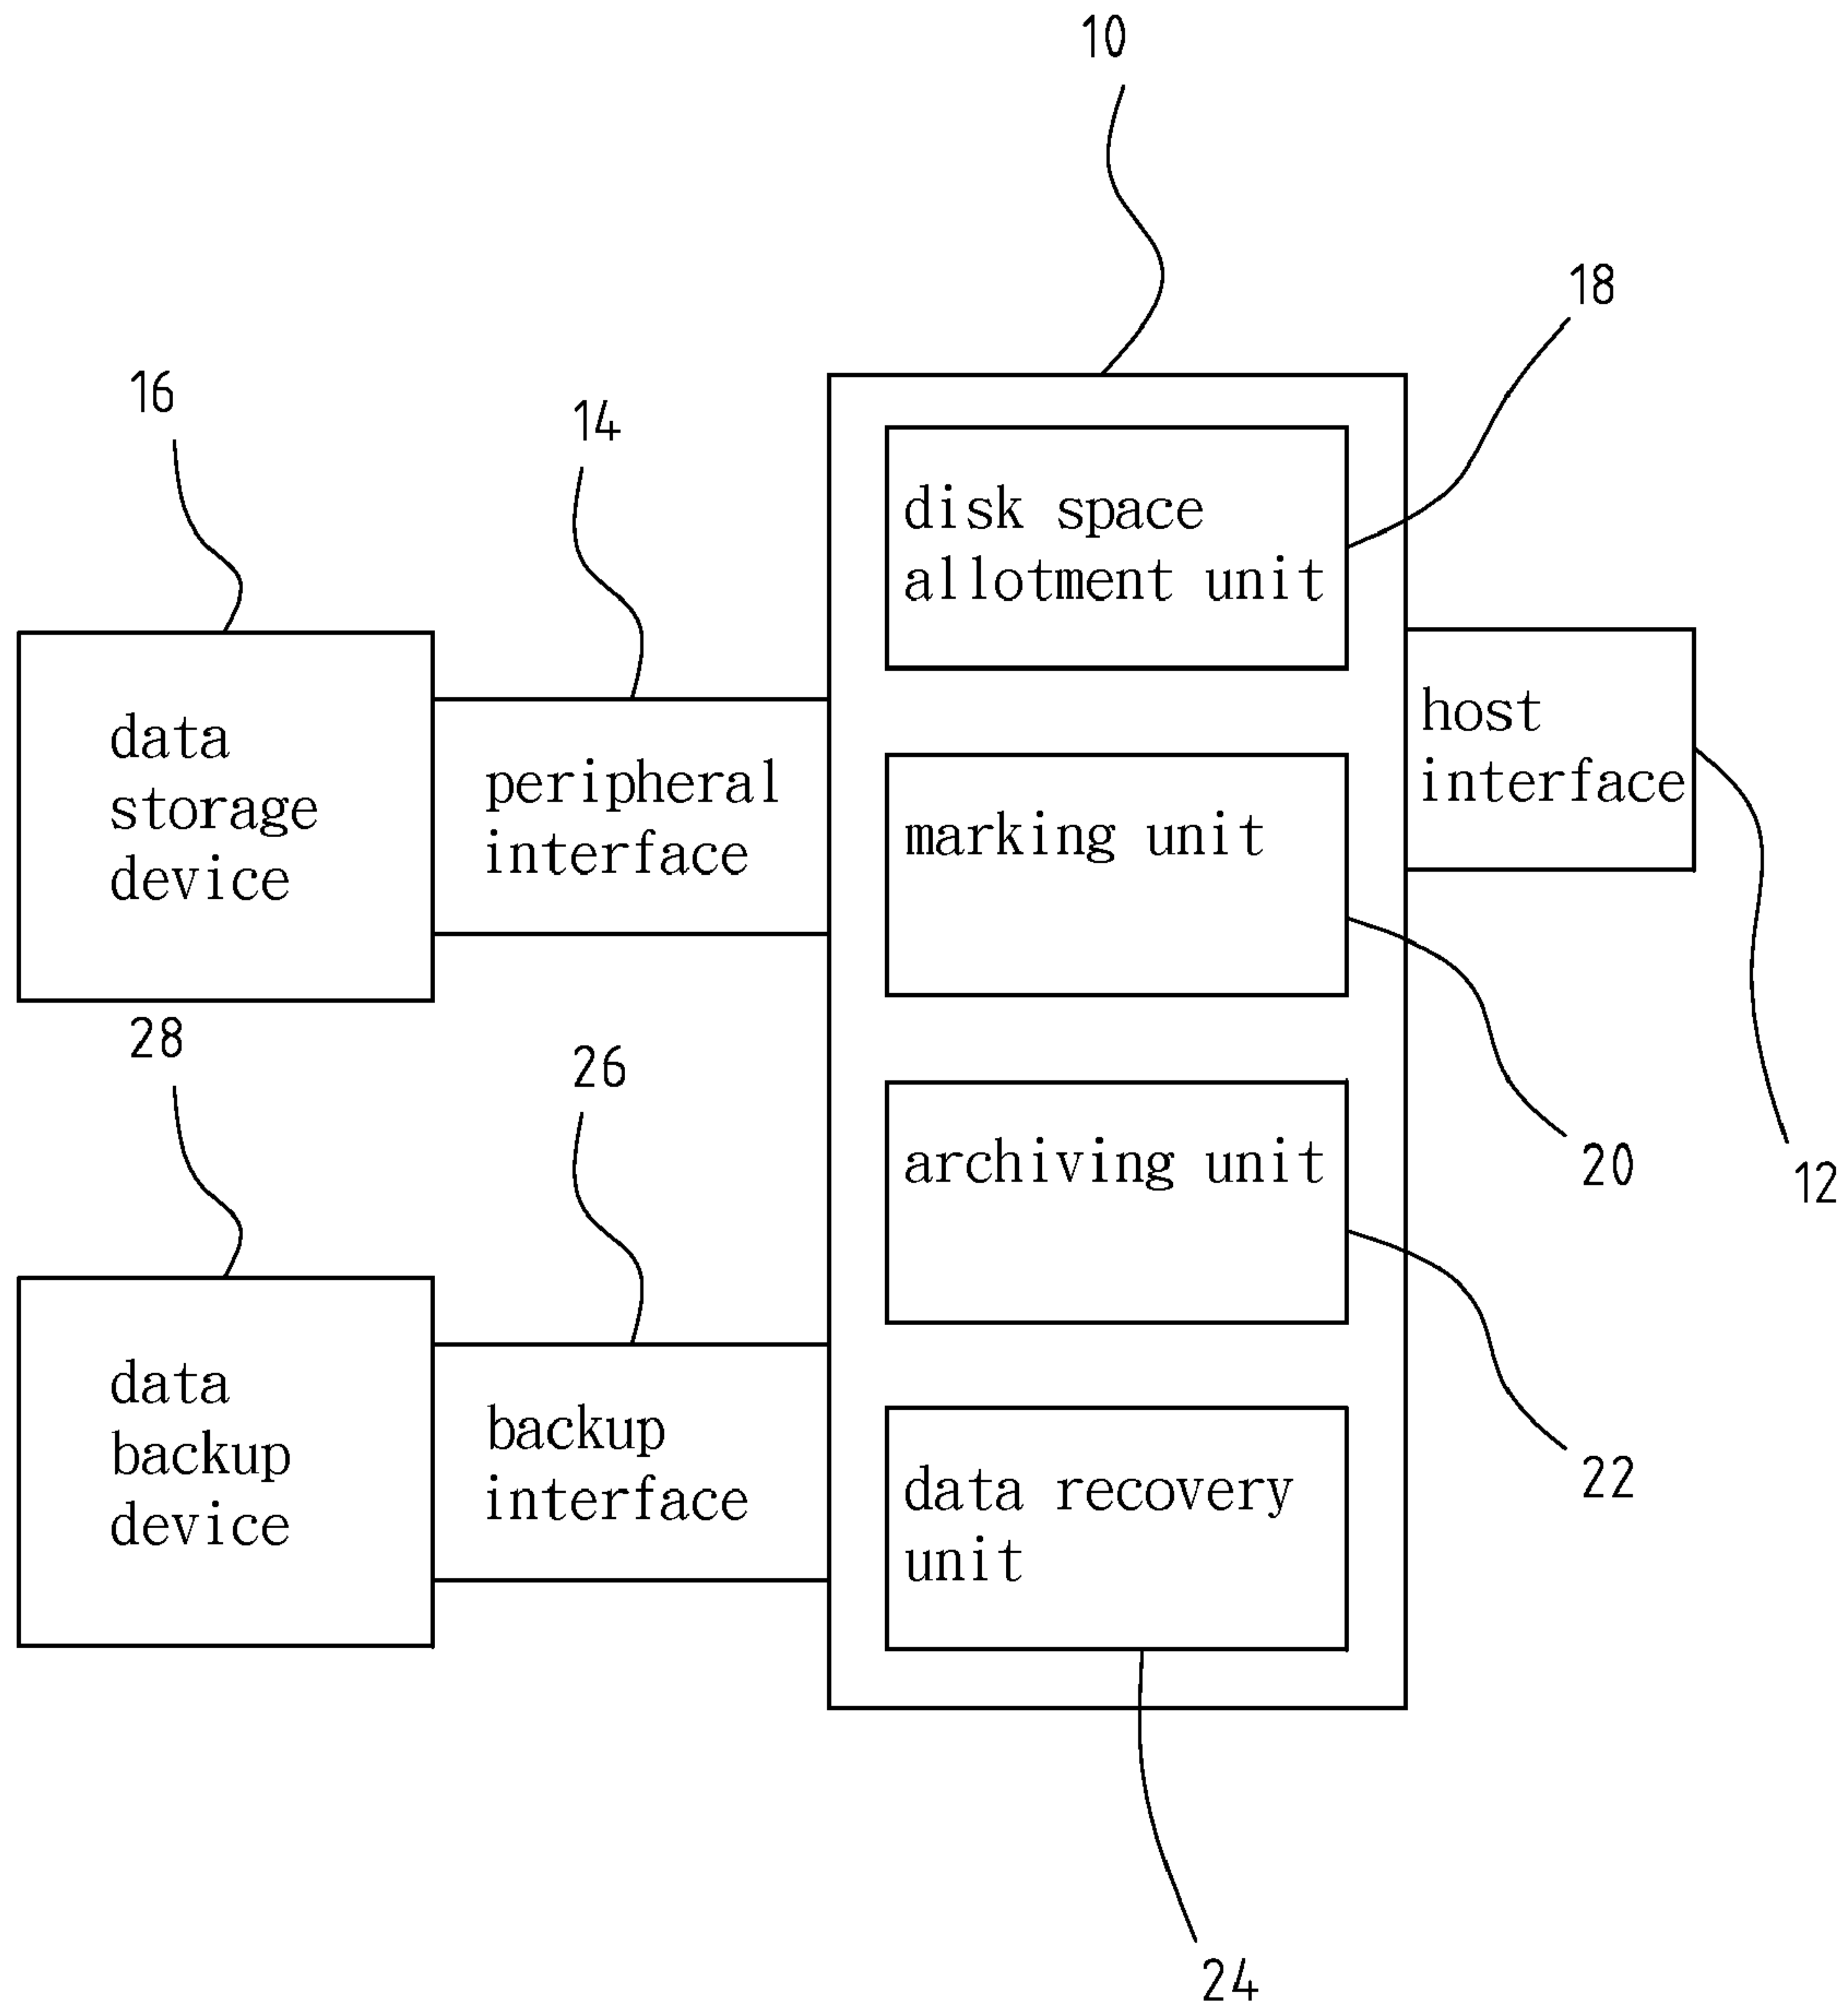 10
18
16
14
disk space
allotment unit
data
storage
device
peripheral
interface
host
interface
marking unit
28
26
20
12
archiving unit
data
backup
device
backup
interface
22
data recovery
unit
24